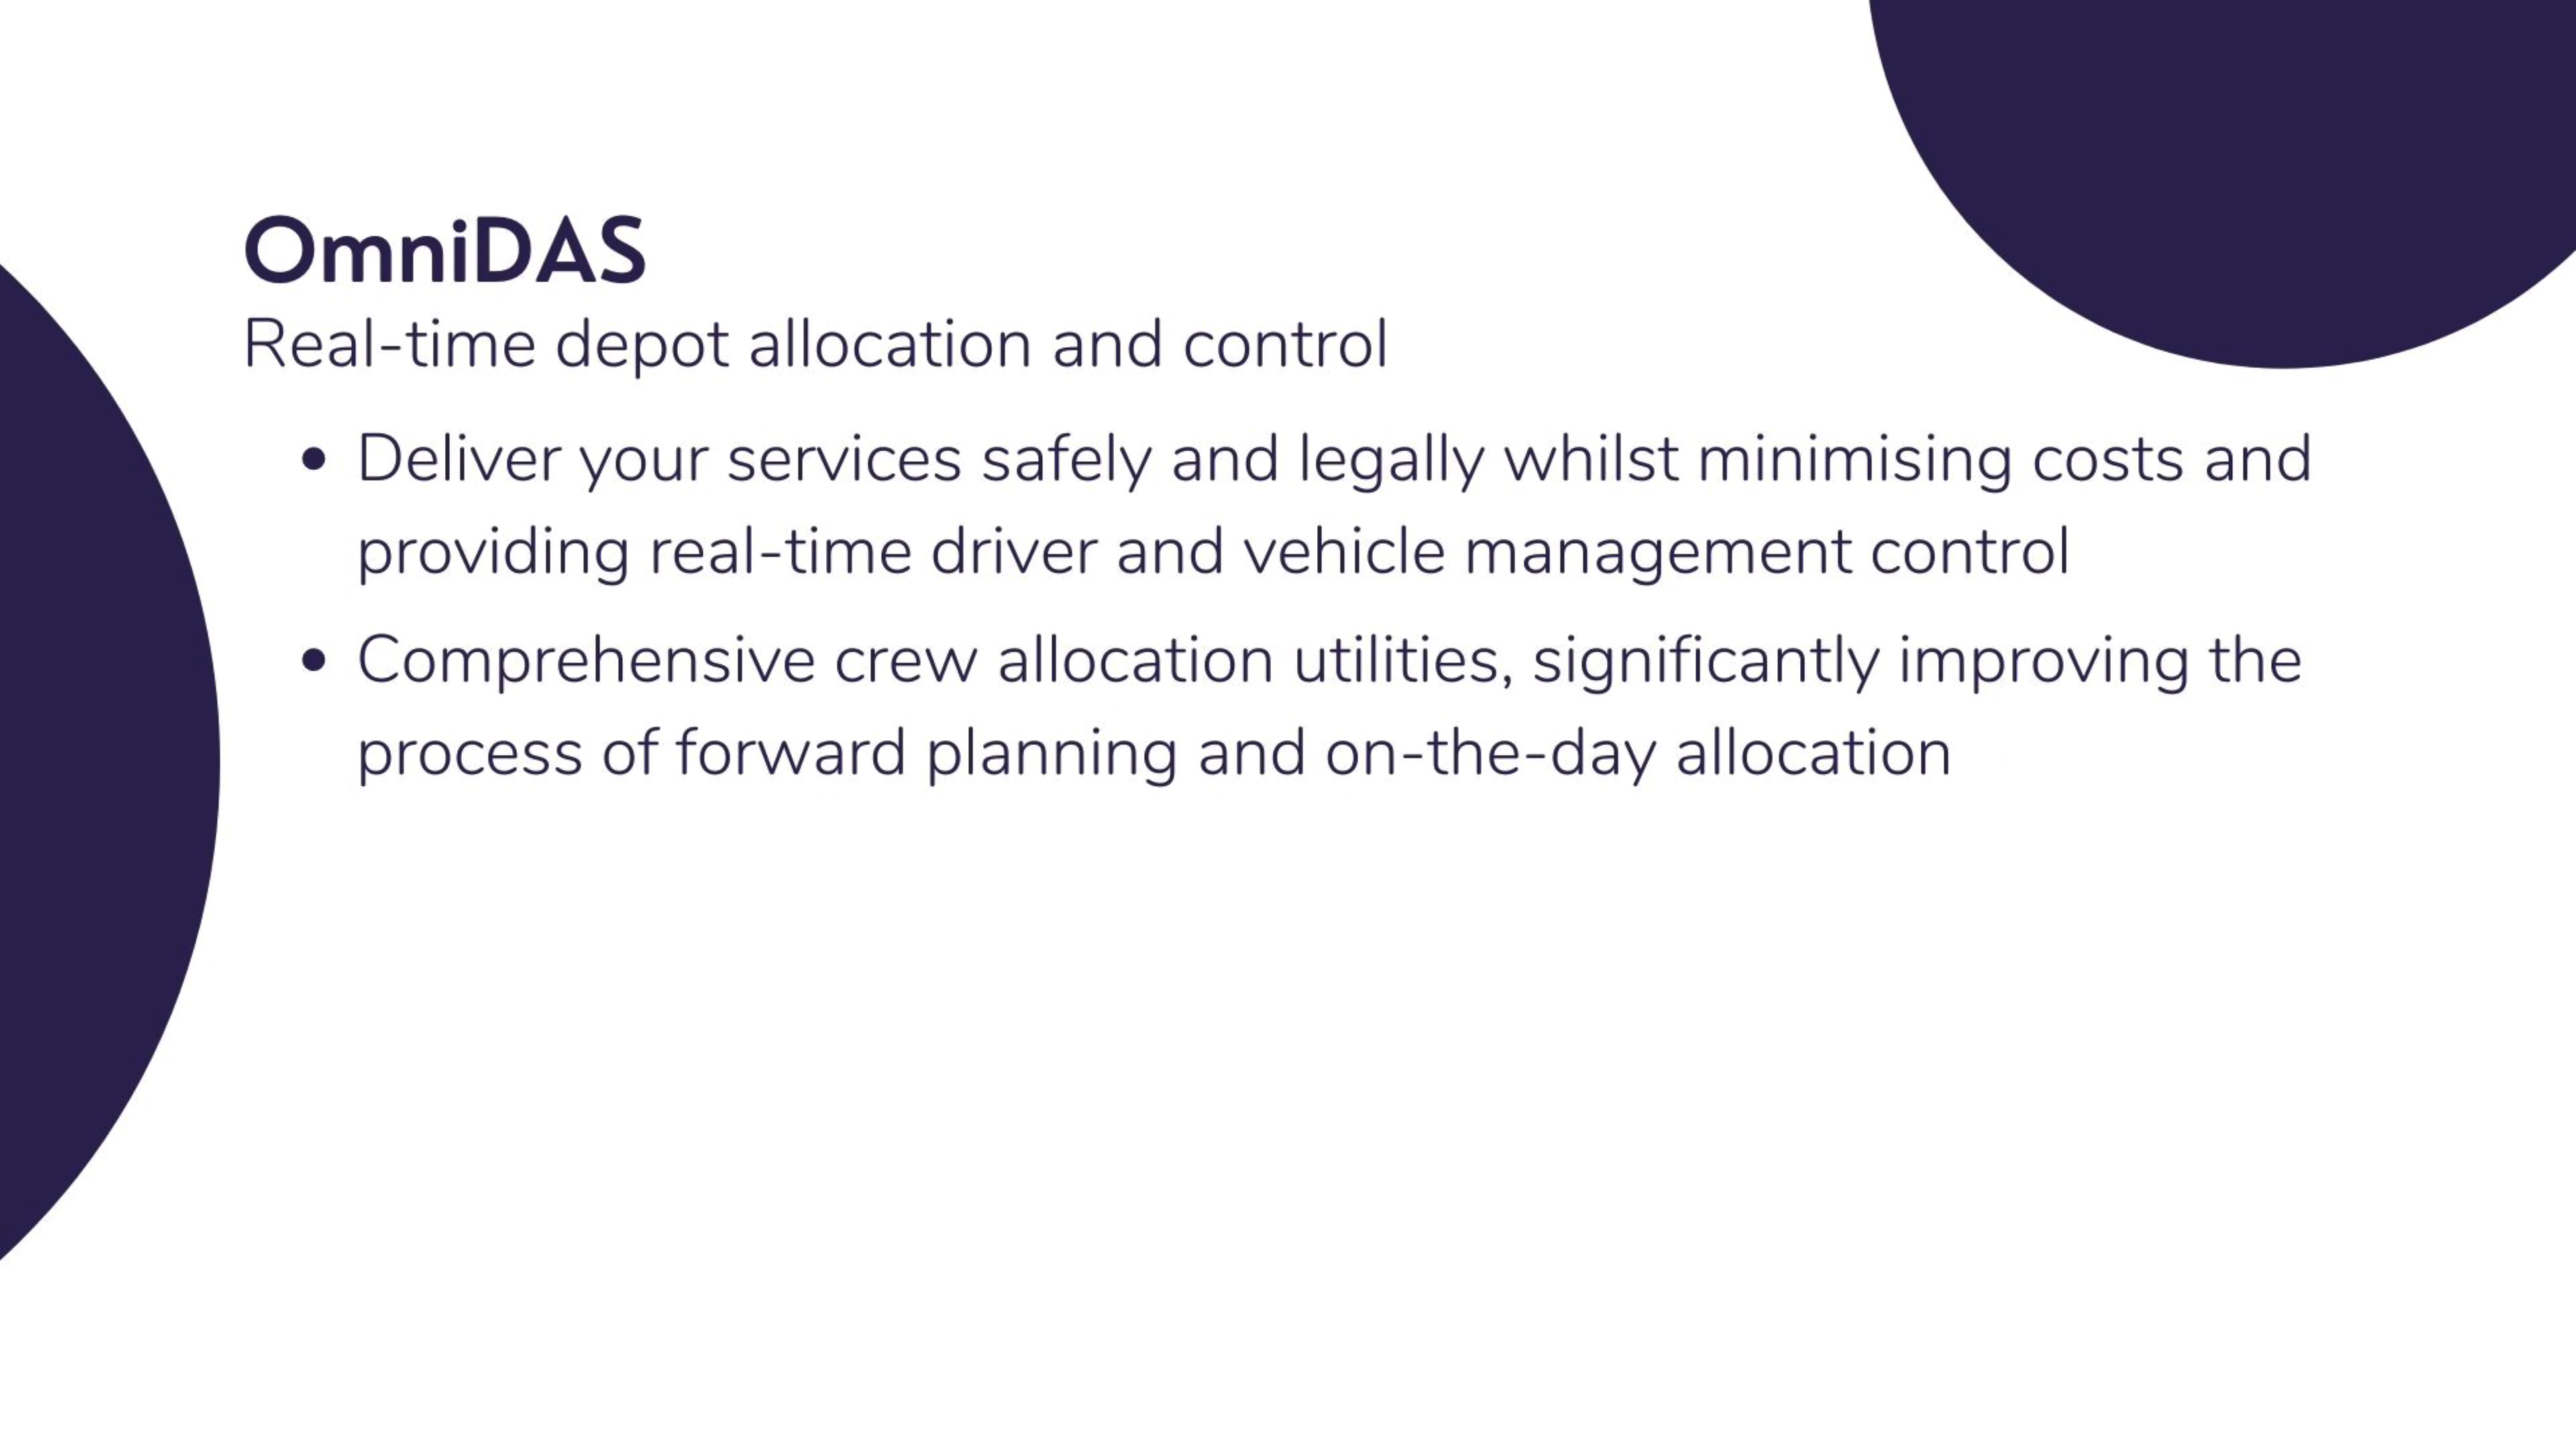 OmniDAS
Real-time depot allocation and control
• Deliver your services safely and legally whilst minimising costs and
providing real-time driver and vehicle management control
• Comprehensive crew allocation utilities, significantly improving the
process of forward planning and on-the-day allocation